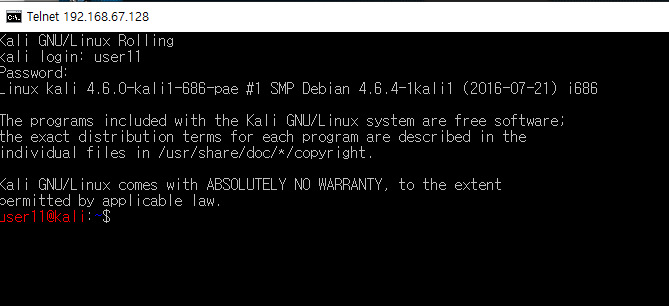 Telnet 192.168.67.128
Kali GNU/Linux Rolling
kali login: user11
Password:
Linux kali 4.6.0-kali1-686-pae #1 SMP Debian 4.6.4-1kali1 (2016-07-21) i686
The programs included with the Kali GNU/Linux system are free software;
the exact distribution terms for each program are described in the
individual files in /usr/share/doc/*/copyright.
Kali GNU/Linux comes with ABSOLUTELY NO WARRANTY, to the extent
permitted by applicable law.
user11@kali:~$